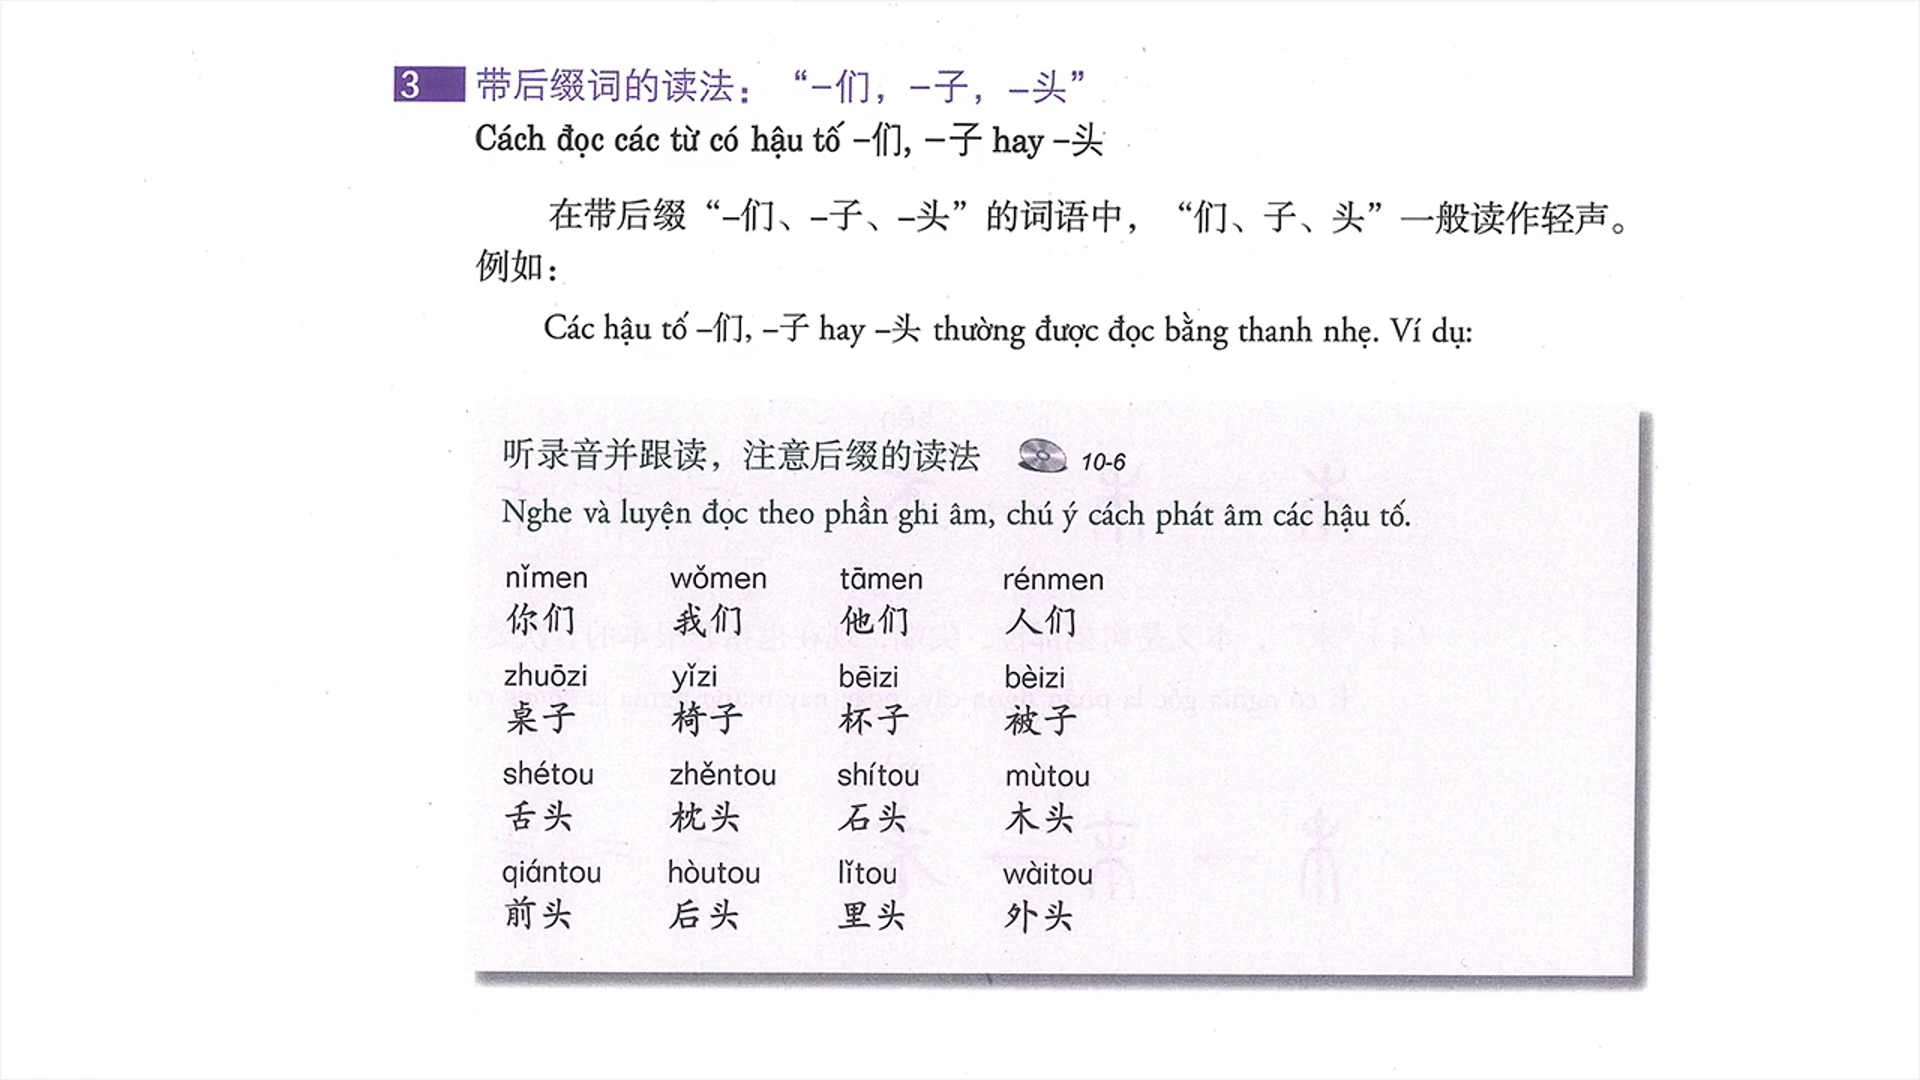 3 带后缀词的读法：“–们，–子，–头”
Cách đọc các từ có hậu tố –们, –子 hay –头
在带后缀“–们、–子、–头”的词语中，“们、子、头”一般读作轻声。
例如：
Các hậu tố –们, –子 hay –头 thường được đọc bằng thanh nhẹ. Ví dụ:
听录音并跟读，注意后缀的读法 10-6
Nghe và luyện đọc theo phần ghi âm, chú ý cách phát âm các hậu tố.
nǐmen wǒmen tāmen rénmen
你们 我们 他们 人们
zhuōzi yǐzi bēizi bèizi
桌子 椅子 杯子 被子
shétou zhěntou shítou mùtou
舌头 枕头 石头 木头
qiántou hòutou lǐtou wàitou
前头 后头 里头 外头